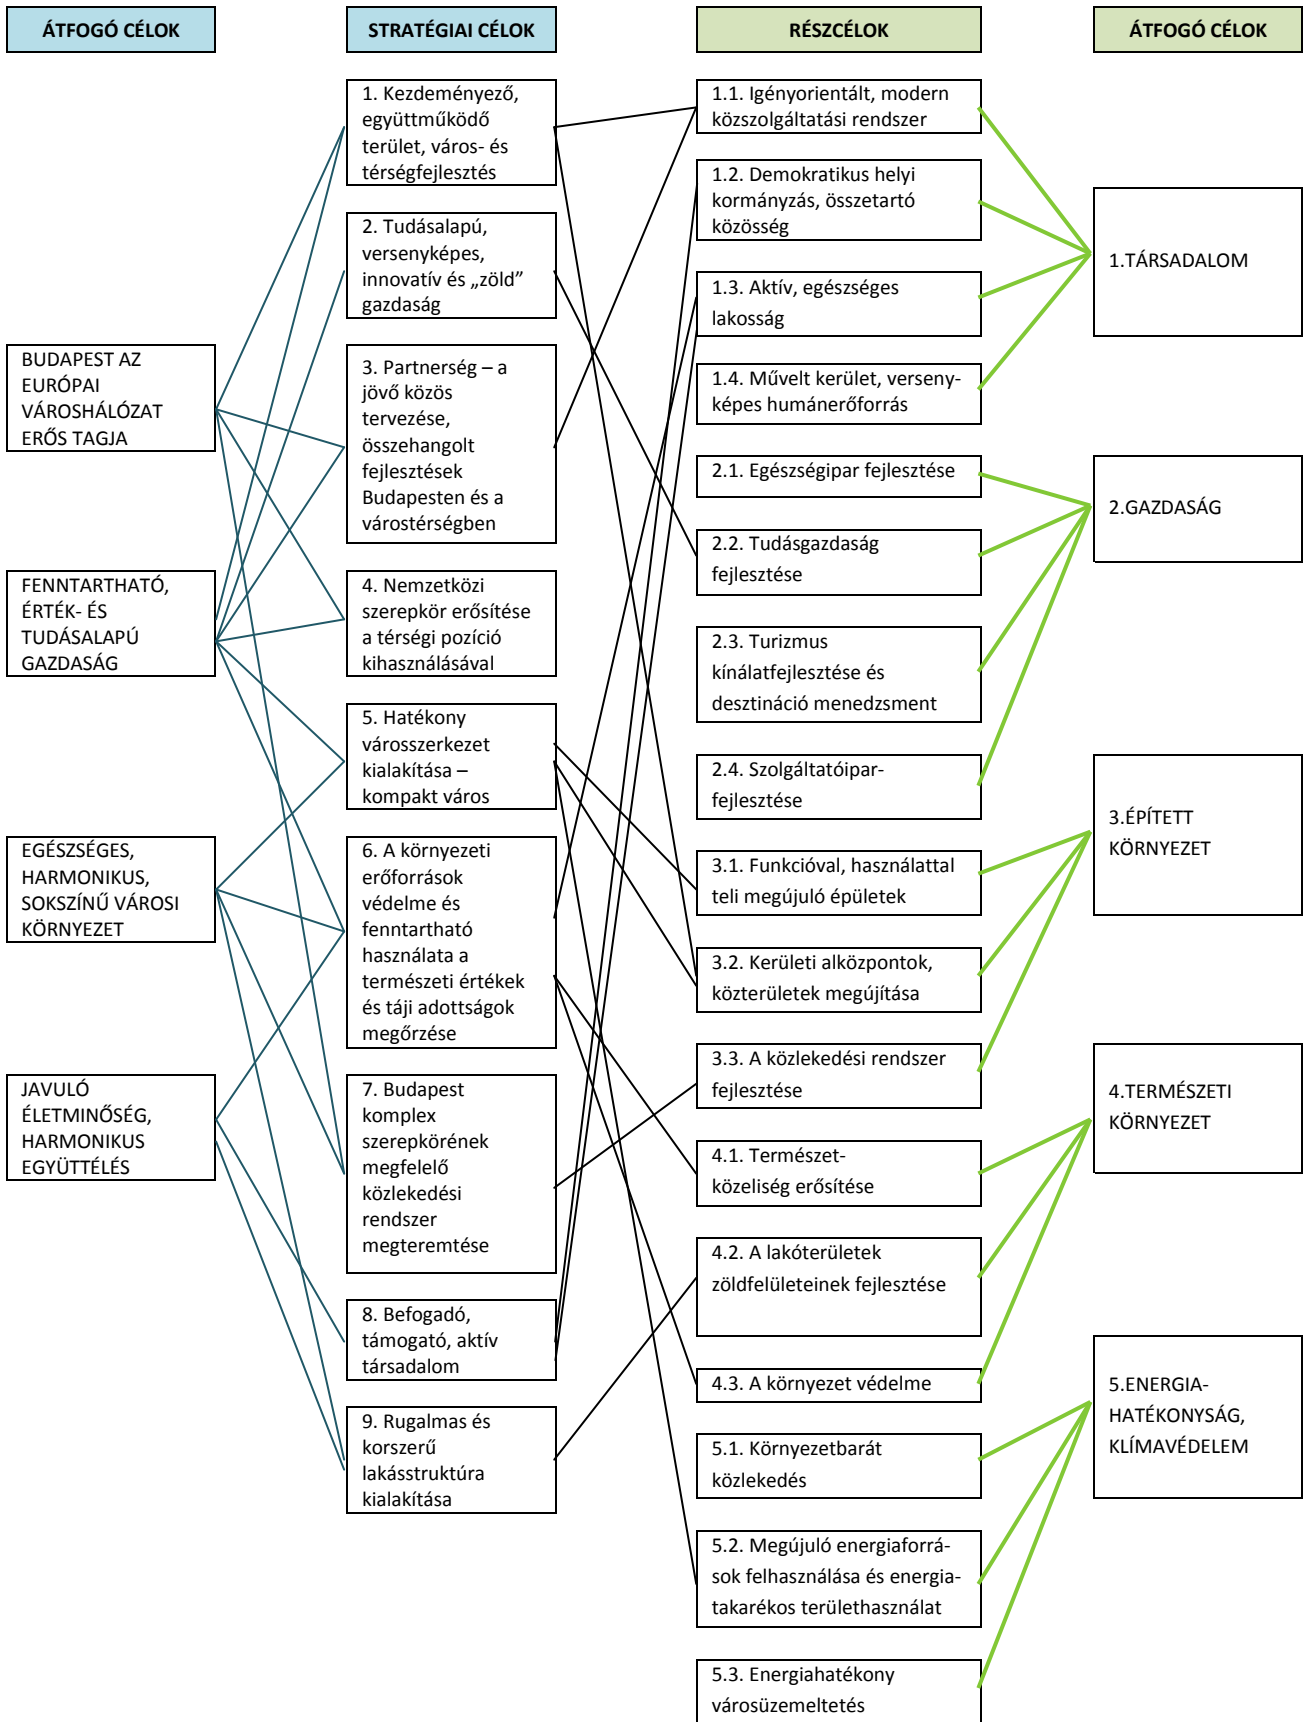 ÁTFOGÓ CÉLOK
STRATÉGIAI CÉLOK
RÉSZCÉLOK
ÁTFOGÓ CÉLOK
BUDAPEST AZ
EURÓPAI
VÁROSHÁLÓZAT
ERŐS TAGJA
FENNTARTHATÓ,
ÉRTÉK- ÉS
TUDÁSALAPÚ
GAZDASÁG
EGÉSZSÉGES,
HARMONIKUS,
SOKSZÍNŰ VÁROSI
KÖRNYEZET
JAVULÓ
ÉLETMINŐSÉG,
HARMONIKUS
EGYÜTTÉLÉS
1. Kezdeményező,
együttműködő
terület, város- és
térségfejlesztés
2. Tudásalapú,
versenyképes,
innovatív és „zöld”
gazdaság
3. Partnerség – a
jövő közös
tervezése,
összehangolt
fejlesztések
Budapesten és a
várostérségben
4. Nemzetközi
szerepkör erősítése
a térségi pozíció
kihasználásával
5. Hatékony
városszerkezet
kialakítása –
kompakt város
6. A környezeti
erőforrások
védelme és
fenntartható
használata a
természeti értékek
és táji adottságok
megőrzése
7. Budapest
komplex
szerepkörének
megfelelő
közlekedési
rendszer
megteremtése
8. Befogadó,
támogató, aktív
társadalom
9. Rugalmas és
korszerű
lakásstruktúra
kialakítása
1.1. Igényorientált, modern
közszolgáltatási rendszer
1.2. Demokratikus helyi
kormányzás, összetartó
közösség
1.3. Aktív, egészséges
lakosság
1.4. Művelt kerület, verseny-
képes humánerőforrás
2.1. Egészségipar fejlesztése
2.2. Tudásgazdaság
fejlesztése
2.3. Turizmus
kínálatfejlesztése és
desztináció menedzsment
2.4. Szolgáltatóipar-
fejlesztése
3.1. Funkcióval, használattal
teli megújuló épületek
3.2. Kerületi alközpontok,
közterületek megújítása
3.3. A közlekedési rendszer
fejlesztése
4.1. Természet-
közeliség erősítése
4.2. A lakóterületek
zöldfelületeinek fejlesztése
4.3. A környezet védelme
5.1. Környezetbarát
közlekedés
5.2. Megújuló energiaforrá-
sok felhasználása és energia-
takarékos területhasználat
5.3. Energiahatékony
városüzemeltetés
1.TÁRSADALOM
2.GAZDASÁG
3.ÉPÍTETT
KÖRNYEZET
4.TERMÉSZETI
KÖRNYEZET
5.ENERGIA-
HATÉKONYSÁG,
KLÍMAVÉDELEM